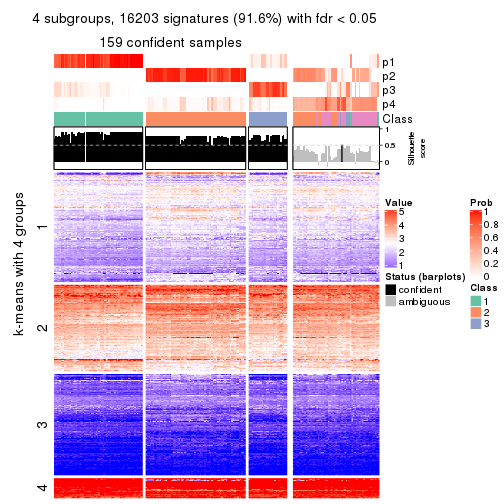 4 subgroups, 16203 signatures (91.6%) with fdr < 0.05
159 confident samples
p1
p2
p3
p4
Class
1
0.5
0
Silhouette
score
k-means with 4 groups
1
2
3
4
Value
5
4
3
2
1
Status (barplots)
confident
ambiguous
Prob
1
0.8
0.6
0.4
0.2
0
Class
1
2
3